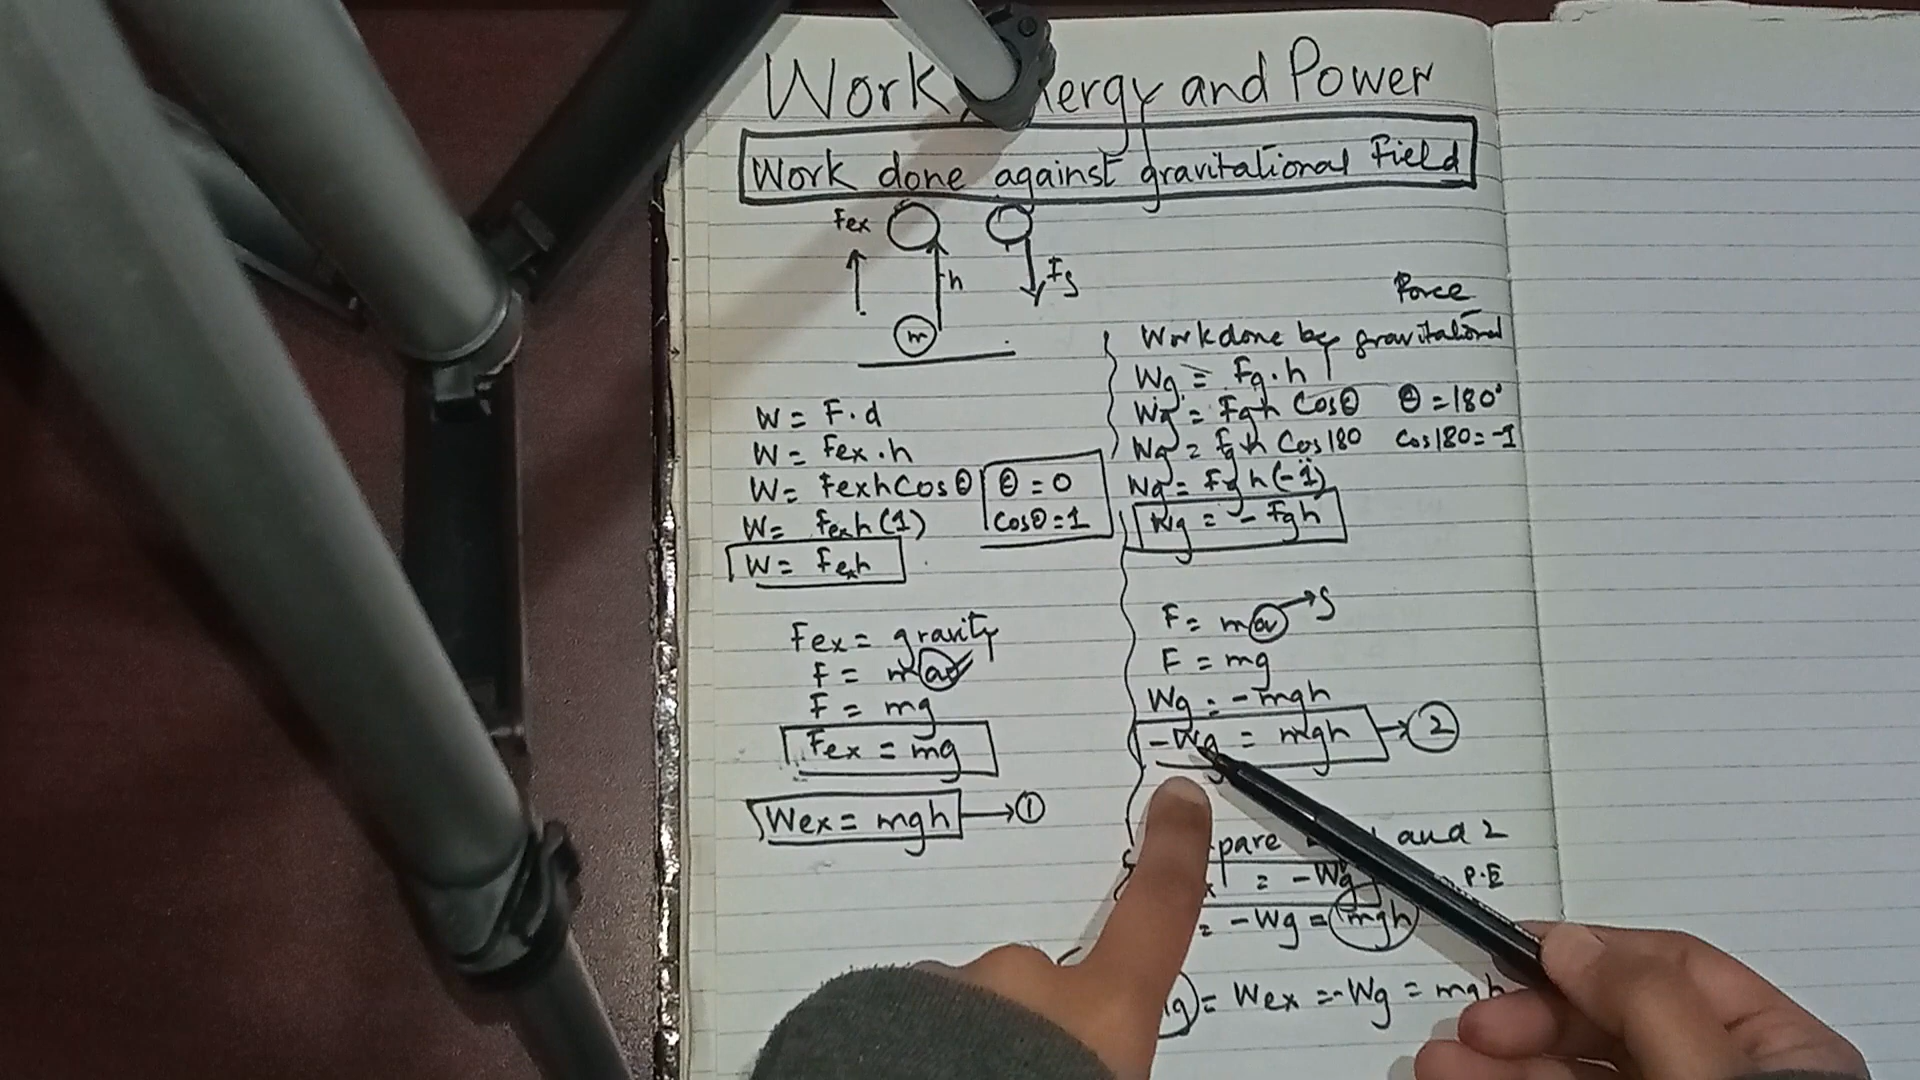 Work, nergy and Power
Work done against gravitational Field
Fex
h
Fg
m
W = F.d
W = Fex.h
W = FexhCosθ
θ = 0
cosθ = 1
W = Fexh(1)
W = Fexh
Fex = gravity
F = ma
F = mg
Fex = mg
Wex = mgh → 1
Force
Workdone by gravitational
Wg = Fg.h
Wg = Fgh Cosθ θ = 180°
Wg = Fgh Cos180 Cos180 = -1
Wg = Fgh(-1)
Wg = - Fgh
F = ma → g
F = mg
Wg = -mgh
-Wg = mgh → 2
pare and 2
= -Wg P.E
= -Wg = mgh
= Wex = -Wg = mgh